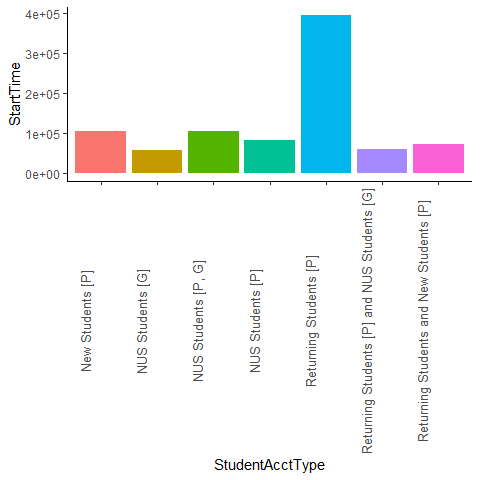 4e+05
3e+05
2e+05
1e+05
0e+00
StartTime
New Students [P]
NUS Students [G]
NUS Students [P, G]
NUS Students [P]
Returning Students [P]
Returning Students [P] and NUS Students [G]
Returning Students and New Students [P]
StudentAcctType